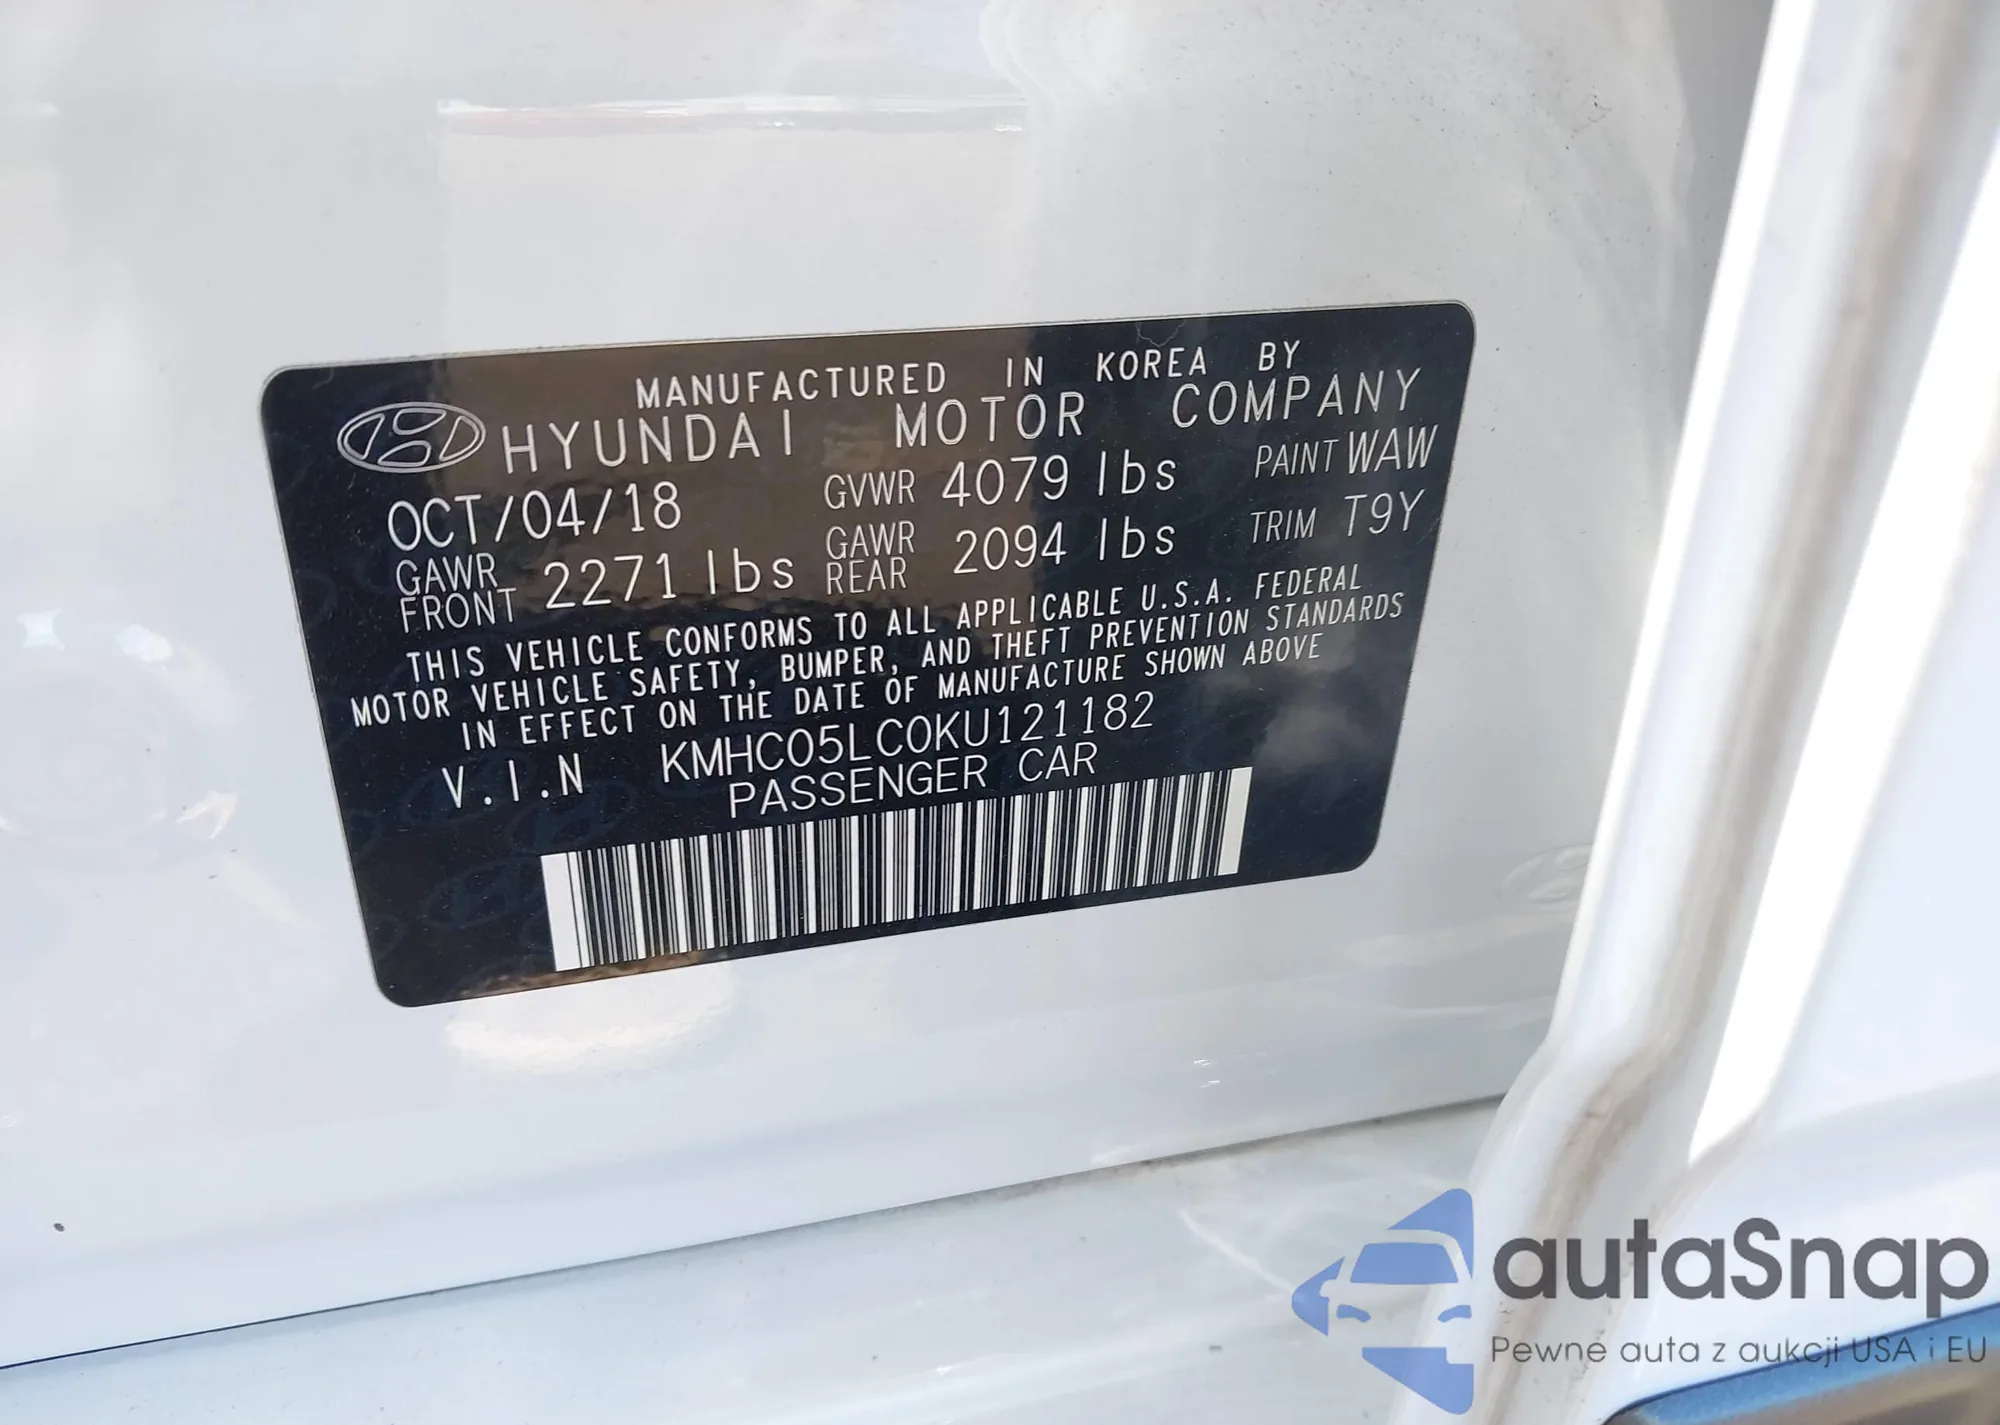 MANUFACTURED IN KOREA BY
HYUNDAI MOTOR COMPANY
OCT/04/18 GVWR 4079 lbs PAINT WAW
GAWR FRONT 2271 lbs GAWR REAR 2094 lbs TRIM T9Y
THIS VEHICLE CONFORMS TO ALL APPLICABLE U.S.A. FEDERAL
MOTOR VEHICLE SAFETY, BUMPER, AND THEFT PREVENTION STANDARDS
IN EFFECT ON THE DATE OF MANUFACTURE SHOWN ABOVE
V.I.N KMHC05LC0KU121182
PASSENGER CAR
autaSnap
Pewne auta z aukcji USA i EU